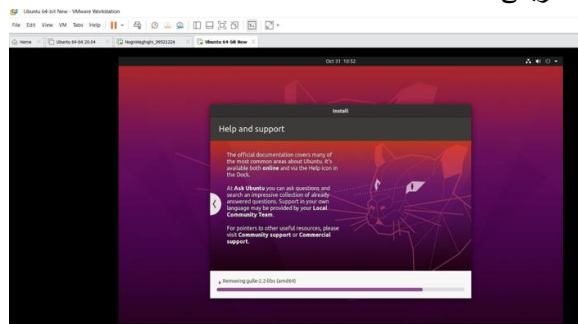 Ubuntu 64-bit New - VMware Workstation
File Edit View VM Tabs Help
Home
Ubuntu 64-bit 20.04
Ubuntu 64-bit New
Oct 31 10:52
Install
Help and support
The official documentation covers many of
the most common areas about Ubuntu. It's
available both online and via the Help icon in
the Dock.
At Ask Ubuntu you can ask questions and
search an impressive collection of already
answered questions. Support in your own
language may be provided by your Local
Community Team.
For pointers to other useful resources, please
visit Community support or Commercial
support.
Removing guile-2.2-libs (amd64)